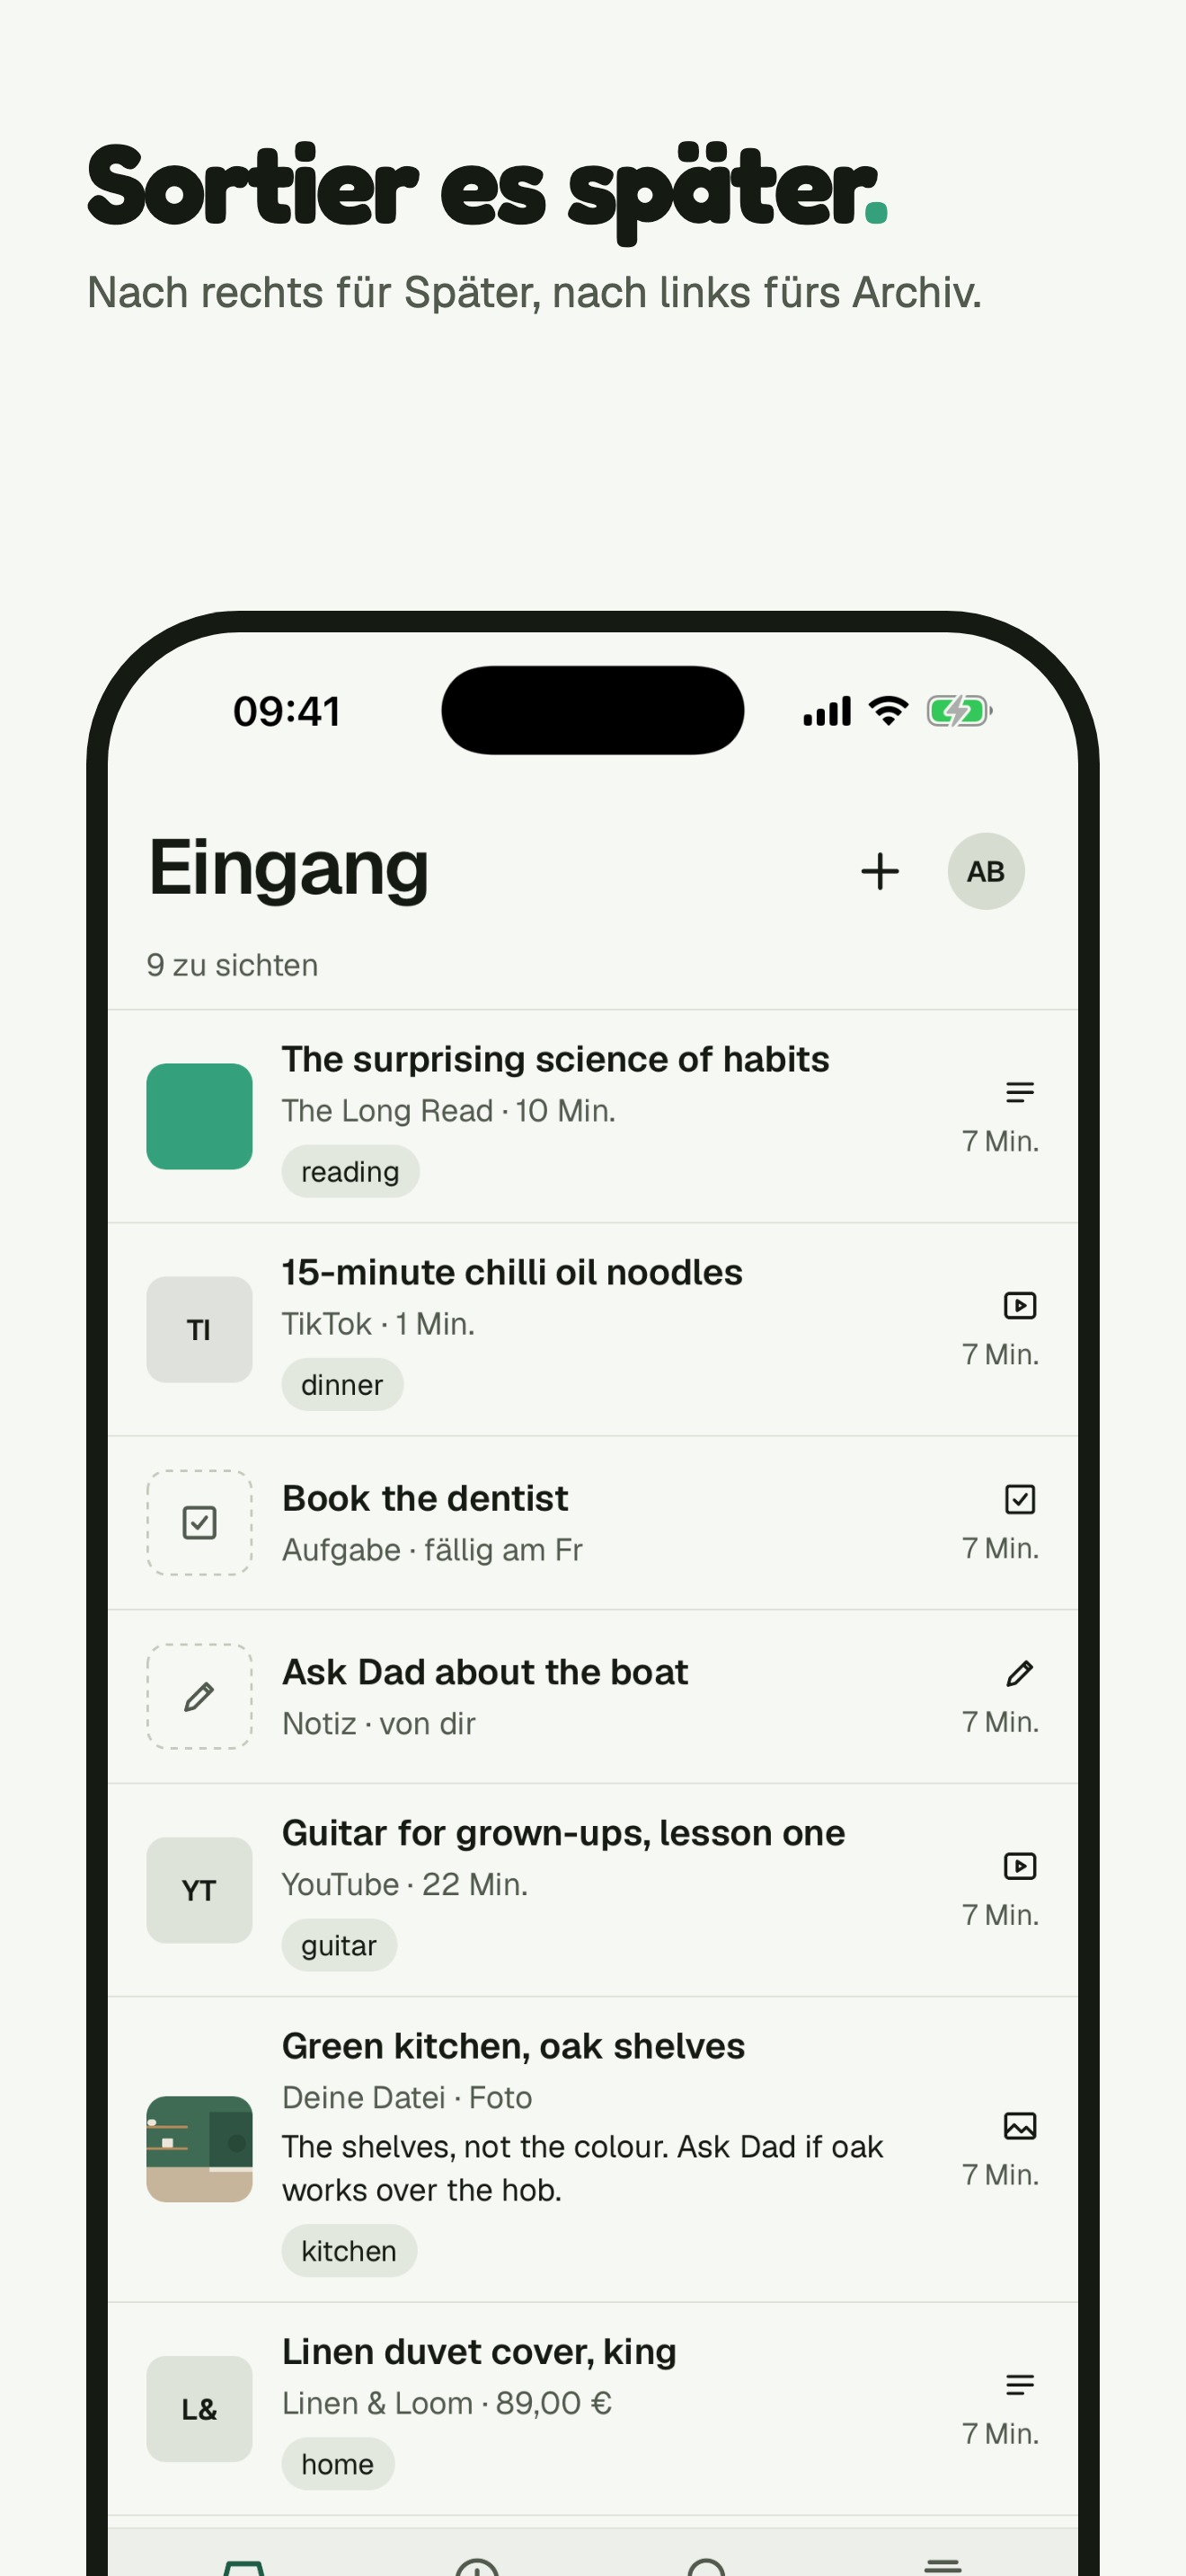 Sortier es später.
Nach rechts für Später, nach links fürs Archiv.
09:41
Eingang
AB
9 zu sichten
The surprising science of habits
The Long Read · 10 Min.
7 Min.
reading
TI
15-minute chilli oil noodles
TikTok · 1 Min.
7 Min.
dinner
Book the dentist
Aufgabe · fällig am Fr
7 Min.
Ask Dad about the boat
Notiz · von dir
7 Min.
YT
Guitar for grown-ups, lesson one
YouTube · 22 Min.
7 Min.
guitar
Green kitchen, oak shelves
Deine Datei · Foto
The shelves, not the colour. Ask Dad if oak
works over the hob.
7 Min.
kitchen
L&
Linen duvet cover, king
Linen & Loom · 89,00 €
7 Min.
home